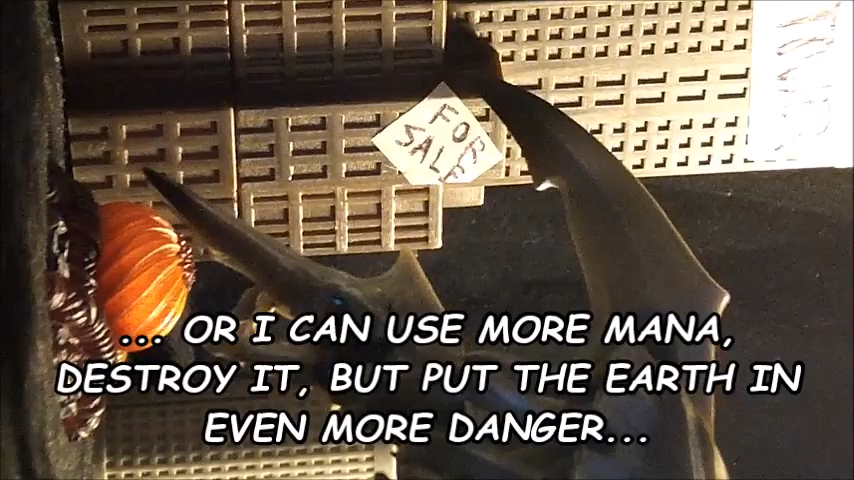 FOR
SALE
... OR I CAN USE MORE MANA,
DESTROY IT, BUT PUT THE EARTH IN
EVEN MORE DANGER...